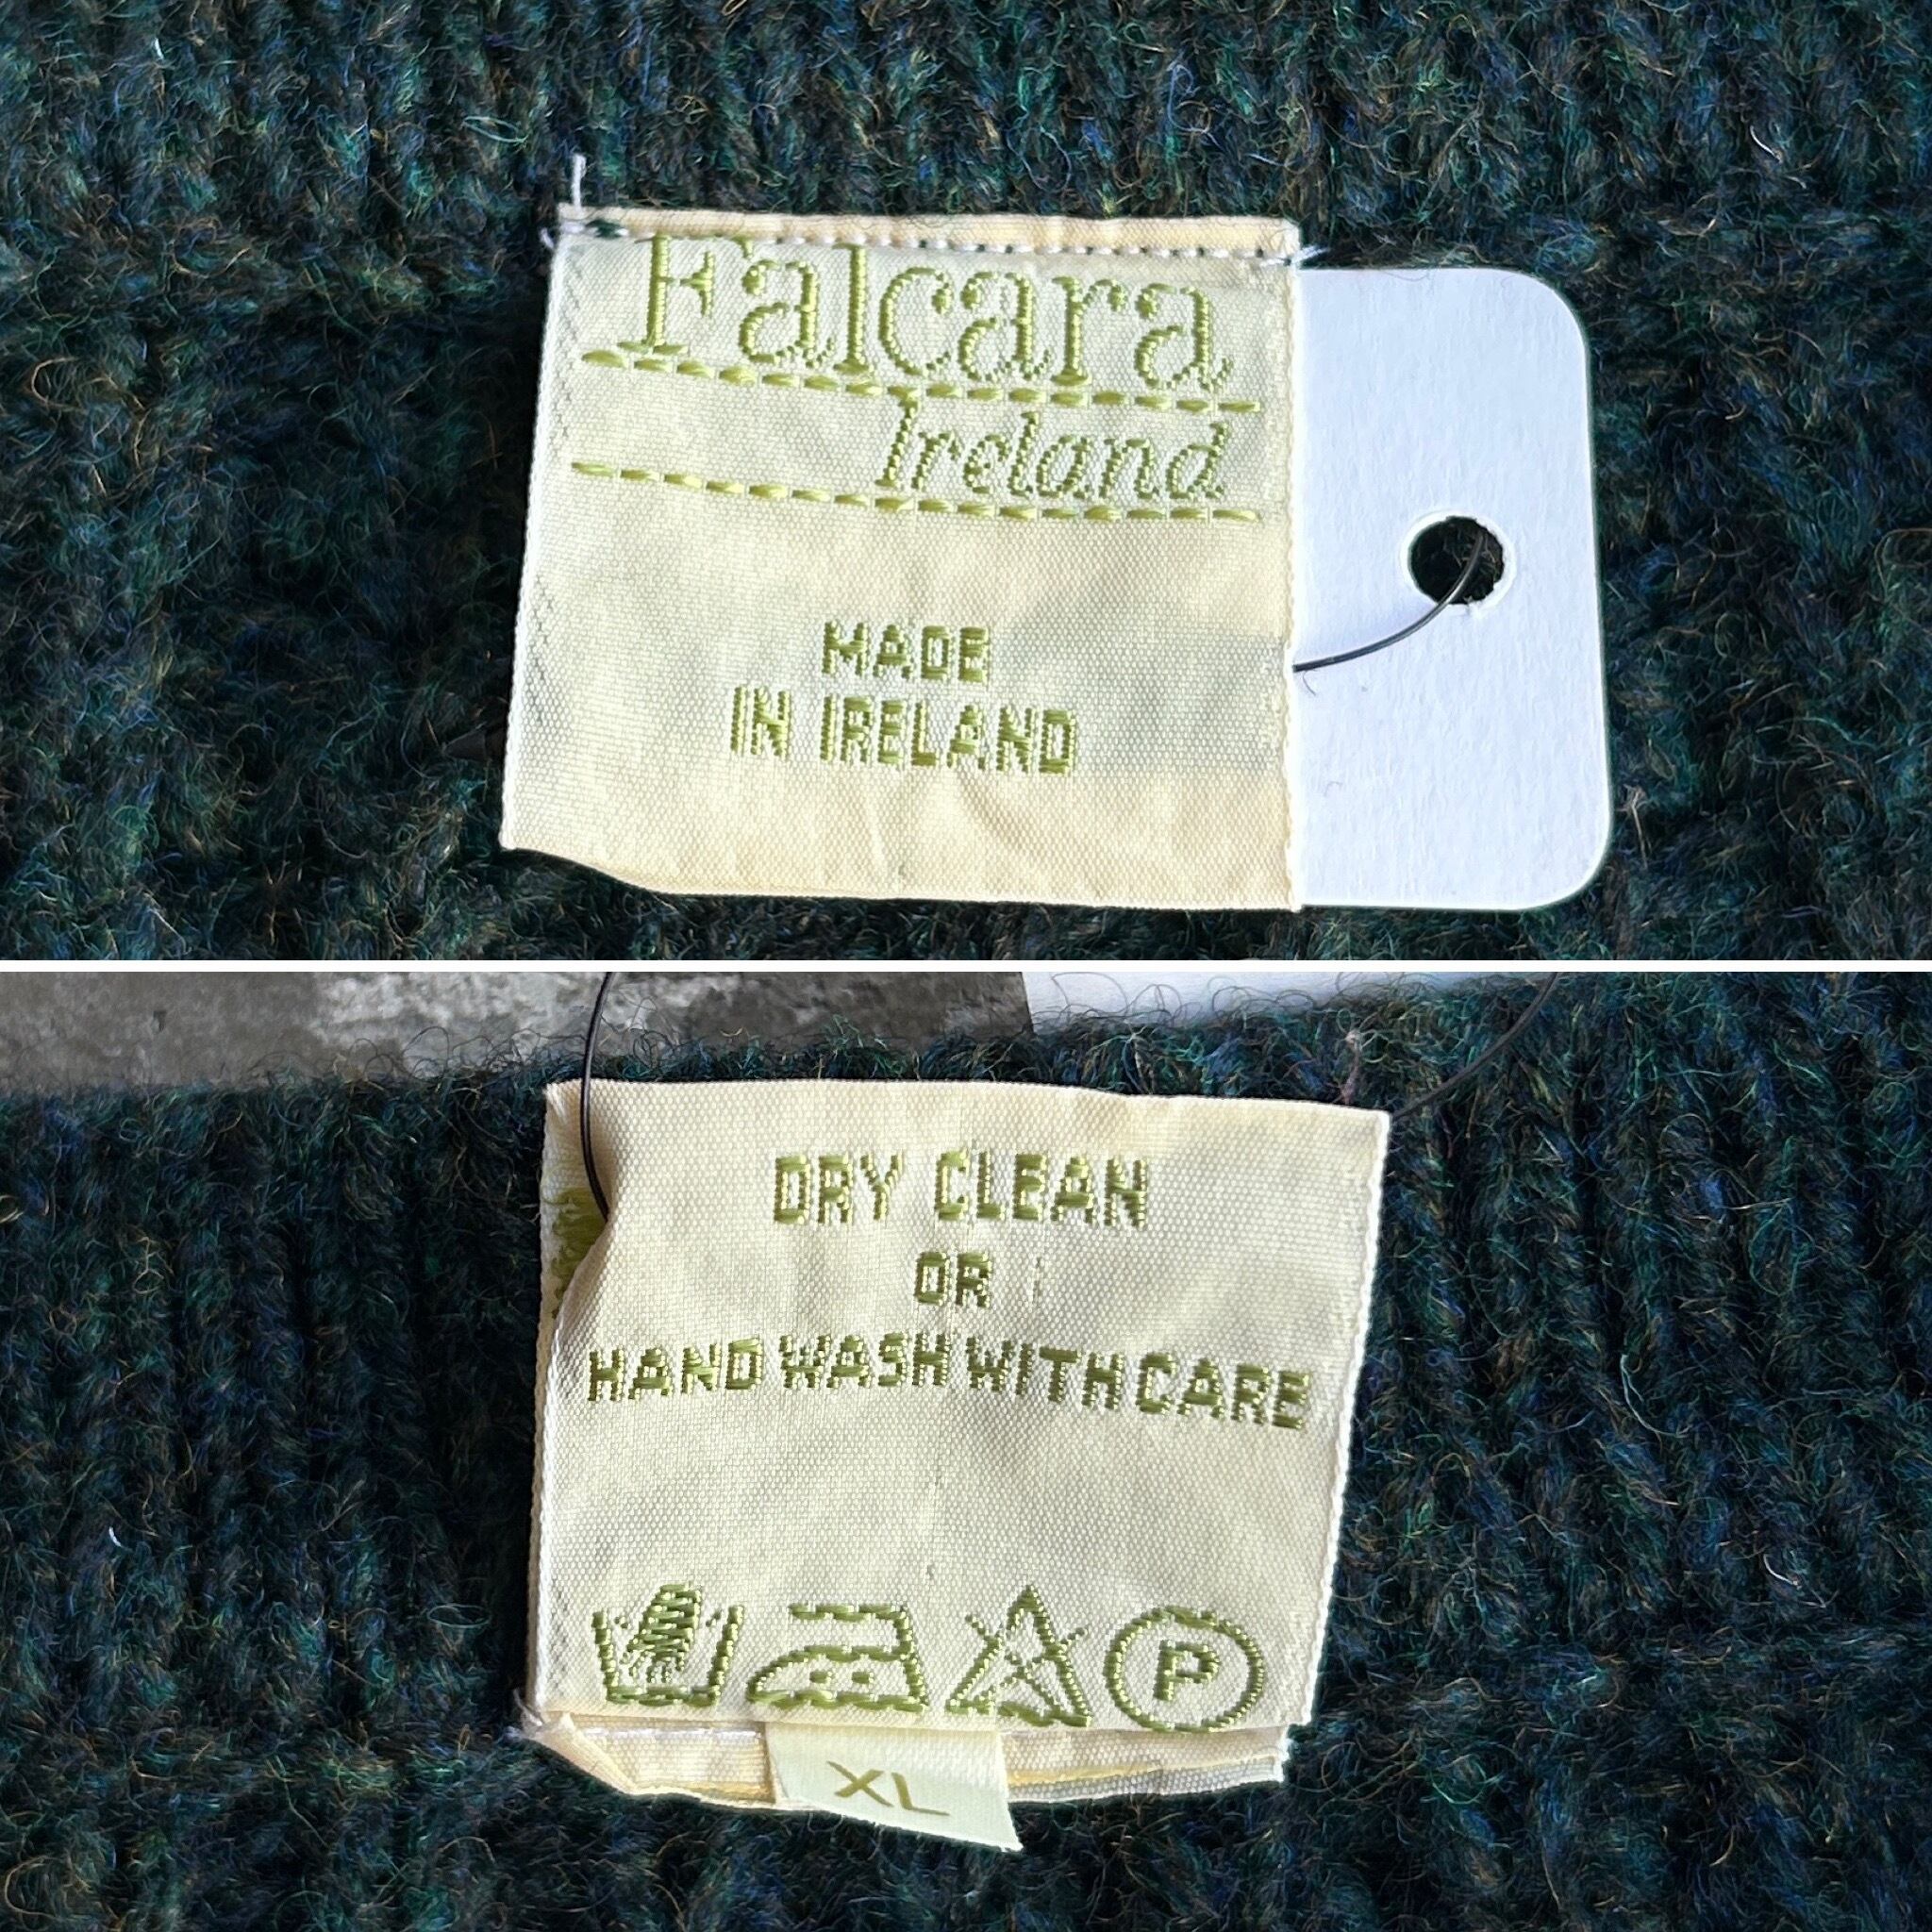 Falcara
Ireland
MADE
IN IRELAND
DRY CLEAN
OR
HAND WASH WITH CARE
P
XL